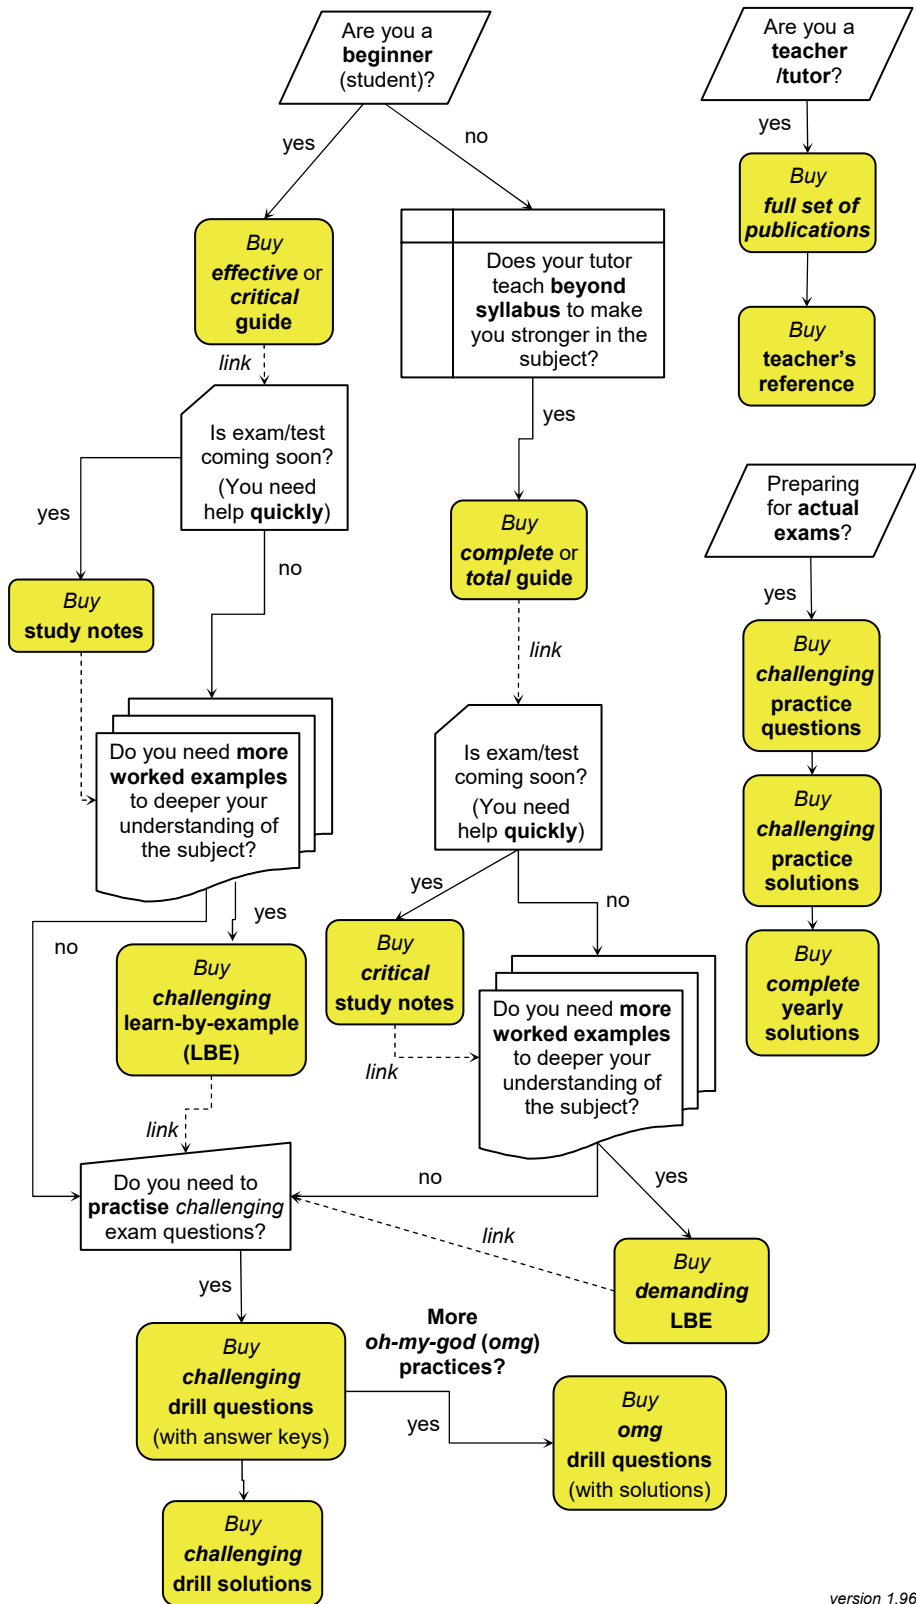 Are you a
beginner
(student)?
yes
no
Buy
effective or
critical
guide
link
Does your tutor
teach beyond
syllabus to make
you stronger in the
subject?
yes
Is exam/test
coming soon?
(You need
help quickly)
yes
no
Buy
study notes
Buy
complete or
total guide
link
Do you need more
worked examples
to deeper your
understanding of
the subject?
yes
no
Is exam/test
coming soon?
(You need
help quickly)
yes
no
Buy
challenging
learn-by-example
(LBE)
link
Buy
critical
study notes
link
Do you need more
worked examples
to deeper your
understanding of
the subject?
no
yes
Do you need to
practise challenging
exam questions?
link
Buy
demanding
LBE
yes
Buy
challenging
drill questions
(with answer keys)
More
oh-my-god (omg)
practices?
yes
Buy
omg
drill questions
(with solutions)
Buy
challenging
drill solutions
Are you a
teacher
/tutor?
yes
Buy
full set of
publications
Buy
teacher's
reference
Preparing
for actual
exams?
yes
Buy
challenging
practice
questions
Buy
challenging
practice
solutions
Buy
complete
yearly
solutions
version 1.96